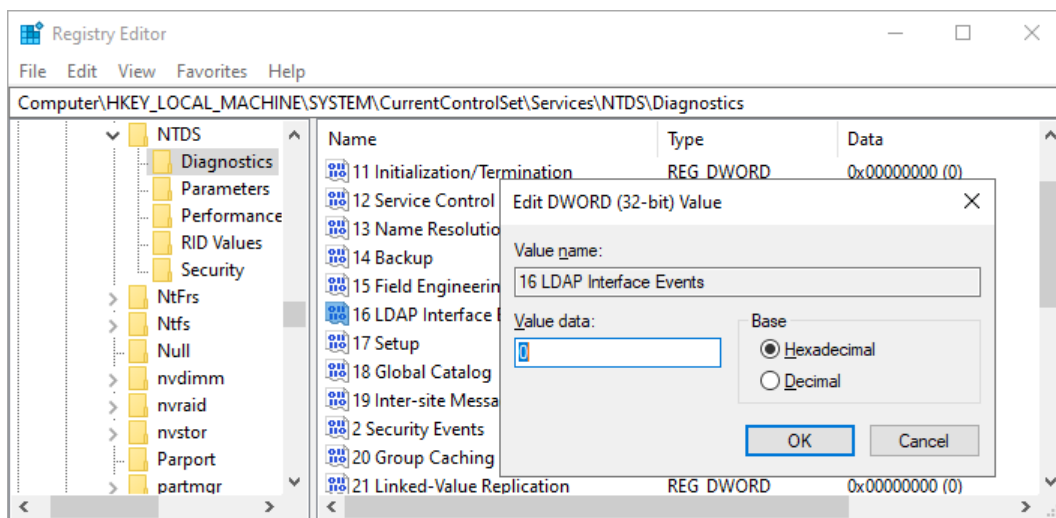 Registry Editor
File Edit View Favorites Help
Computer\HKEY_LOCAL_MACHINE\SYSTEM\CurrentControlSet\Services\NTDS\Diagnostics
NTDS
Diagnostics
Parameters
Performance
RID Values
Security
NtFrs
Ntfs
Null
nvdimm
nvraid
nvstor
Parport
partmgr
Name Type Data
11 Initialization/Termination REG_DWORD 0x00000000 (0)
12 Service Control
13 Name Resolutio
14 Backup
15 Field Engineerin
16 LDAP Interface E
17 Setup
18 Global Catalog
19 Inter-site Messa
2 Security Events
20 Group Caching
21 Linked-Value Replication REG_DWORD 0x00000000 (0)
Edit DWORD (32-bit) Value
Value name:
16 LDAP Interface Events
Value data:
0
Base
Hexadecimal
Decimal
OK Cancel